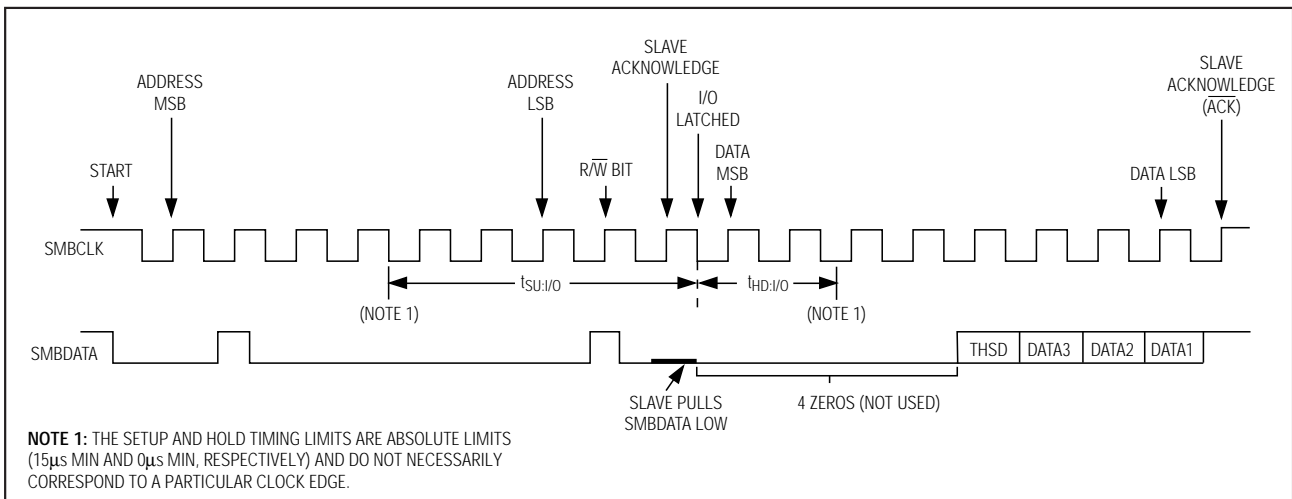 START
ADDRESS
MSB
ADDRESS
LSB
R/W̅ BIT
SLAVE
ACKNOWLEDGE
I/O
LATCHED
DATA
MSB
DATA LSB
SLAVE
ACKNOWLEDGE
(A̅C̅K̅)
SMBCLK
tSU:I/O
tHD:I/O
(NOTE 1)
(NOTE 1)
SMBDATA
THSD
DATA3
DATA2
DATA1
SLAVE PULLS
SMBDATA LOW
4 ZEROS (NOT USED)
NOTE 1: THE SETUP AND HOLD TIMING LIMITS ARE ABSOLUTE LIMITS
(15µs MIN AND 0µs MIN, RESPECTIVELY) AND DO NOT NECESSARILY
CORRESPOND TO A PARTICULAR CLOCK EDGE.